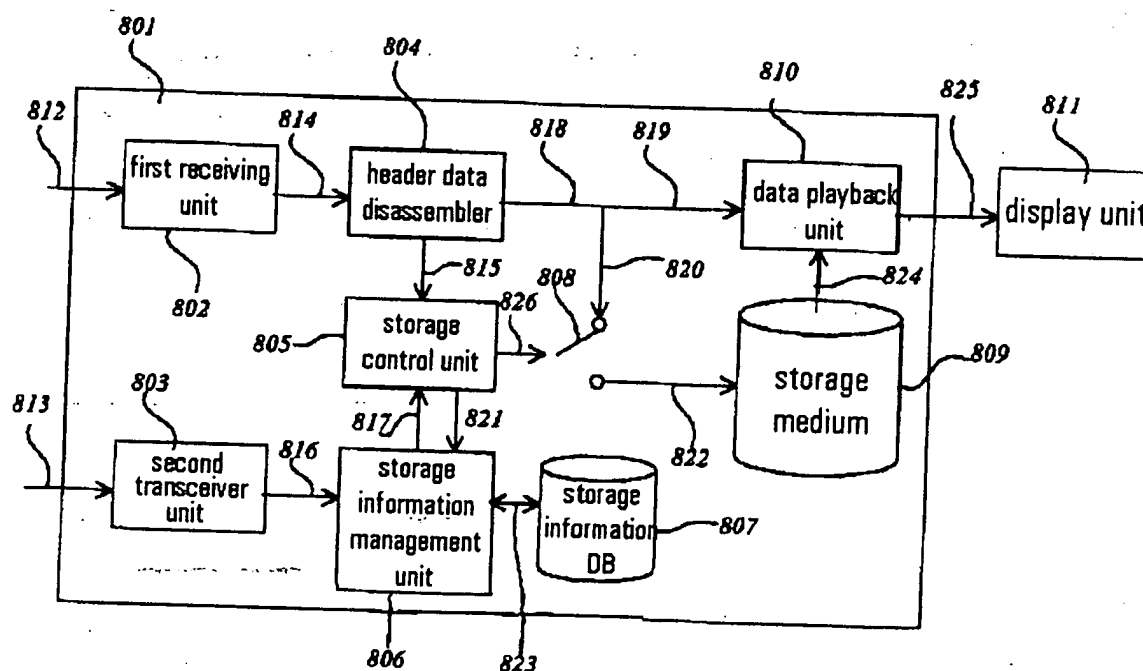 801
804
810
825
811
812
814
818
819
first receiving
unit
header data
disassembler
data playback
unit
display unit
802
815
820
808
824
826
805
storage
control unit
809
storage
medium
813
803
817
821
822
816
second
transceiver
unit
storage
information
management
unit
storage
information
DB
807
806
823